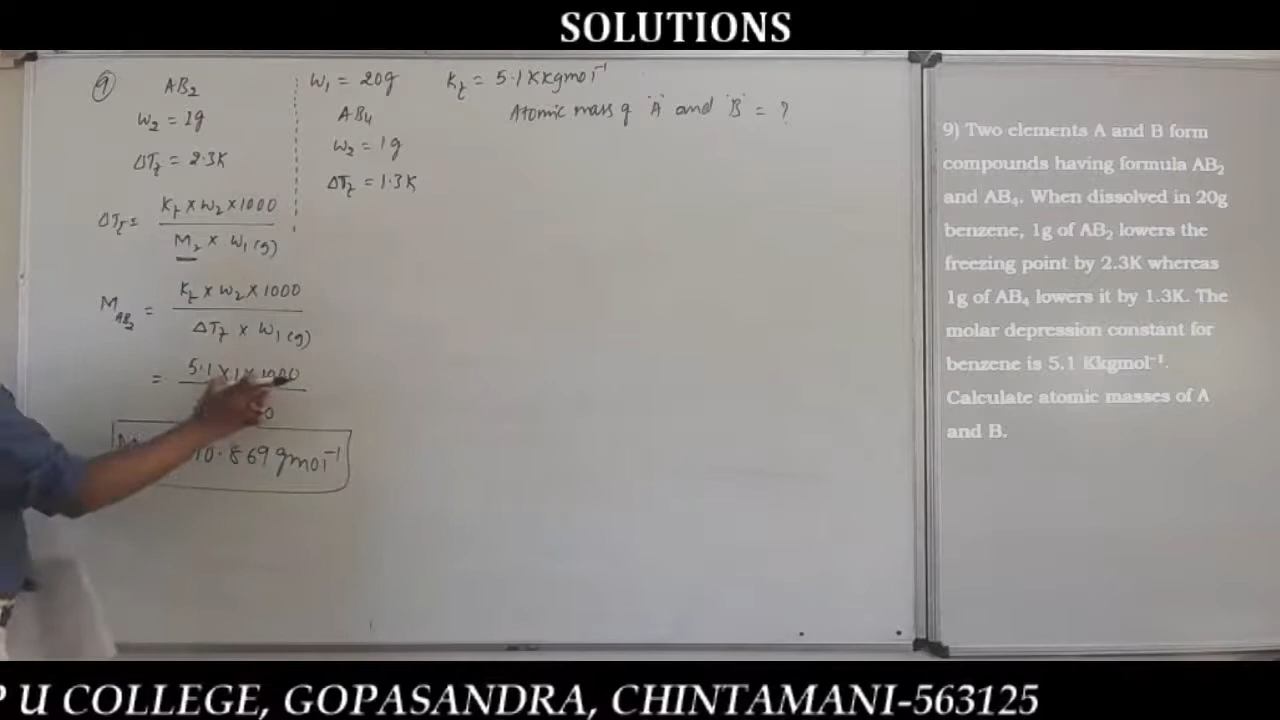 SOLUTIONS
9
AB₂
W₂ = 1g
ΔT_f = 2.3K
W₁ = 20g
AB₄
W₂ = 1g
ΔT_f = 1.3K
K_f = 5.1 KKgmol⁻¹
Atomic mass of 'A' and 'B' = ?
ΔT_f = K_f × W₂ × 1000
M₂ × W₁(g)
M_AB₂ = K_f × W₂ × 1000
ΔT_f × W₁(g)
= 5.1 × 1 × 1000
10.869 gmol⁻¹
9) Two elements A and B form
compounds having formula AB₂
and AB₄. When dissolved in 20g
benzene, 1g of AB₂ lowers the
freezing point by 2.3K whereas
1g of AB₄ lowers it by 1.3K. The
molar depression constant for
benzene is 5.1 Kkgmol⁻¹.
Calculate atomic masses of A
and B.
P U COLLEGE, GOPASANDRA, CHINTAMANI-563125